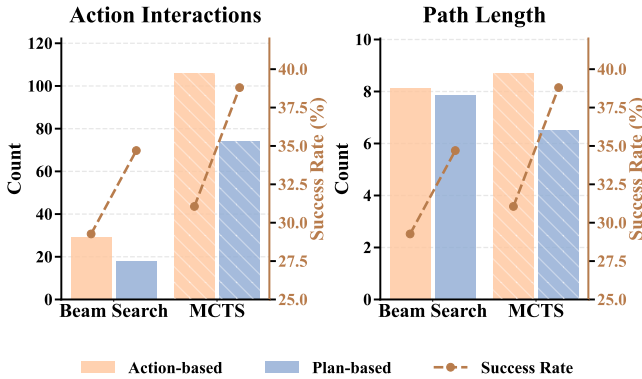 Action Interactions
Path Length
120
100
80
60
40
20
0
Count
40.0
37.5
35.0
32.5
30.0
27.5
25.0
Success Rate (%)
Beam Search
MCTS
10
8
6
4
2
0
Count
40.0
37.5
35.0
32.5
30.0
27.5
25.0
Success Rate (%)
Beam Search
MCTS
Action-based
Plan-based
Success Rate